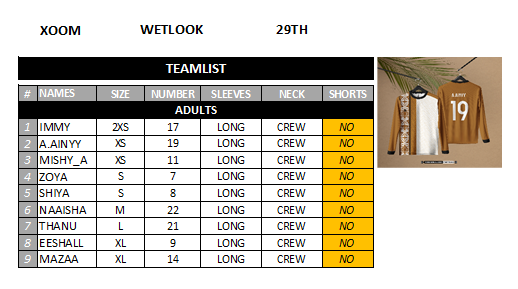 XOOM WETLOOK 29TH
TEAMLIST
# NAMES SIZE NUMBER SLEEVES NECK SHORTS
ADULTS
1 IMMY 2XS 17 LONG CREW NO
2 A.AINYY XS 19 LONG CREW NO
3 MISHY_A XS 11 LONG CREW NO
4 ZOYA S 7 LONG CREW NO
5 SHIYA S 8 LONG CREW NO
6 NAAISHA M 22 LONG CREW NO
7 THANU L 21 LONG CREW NO
8 EESHALL XL 9 LONG CREW NO
9 MAZAA XL 14 LONG CREW NO
19